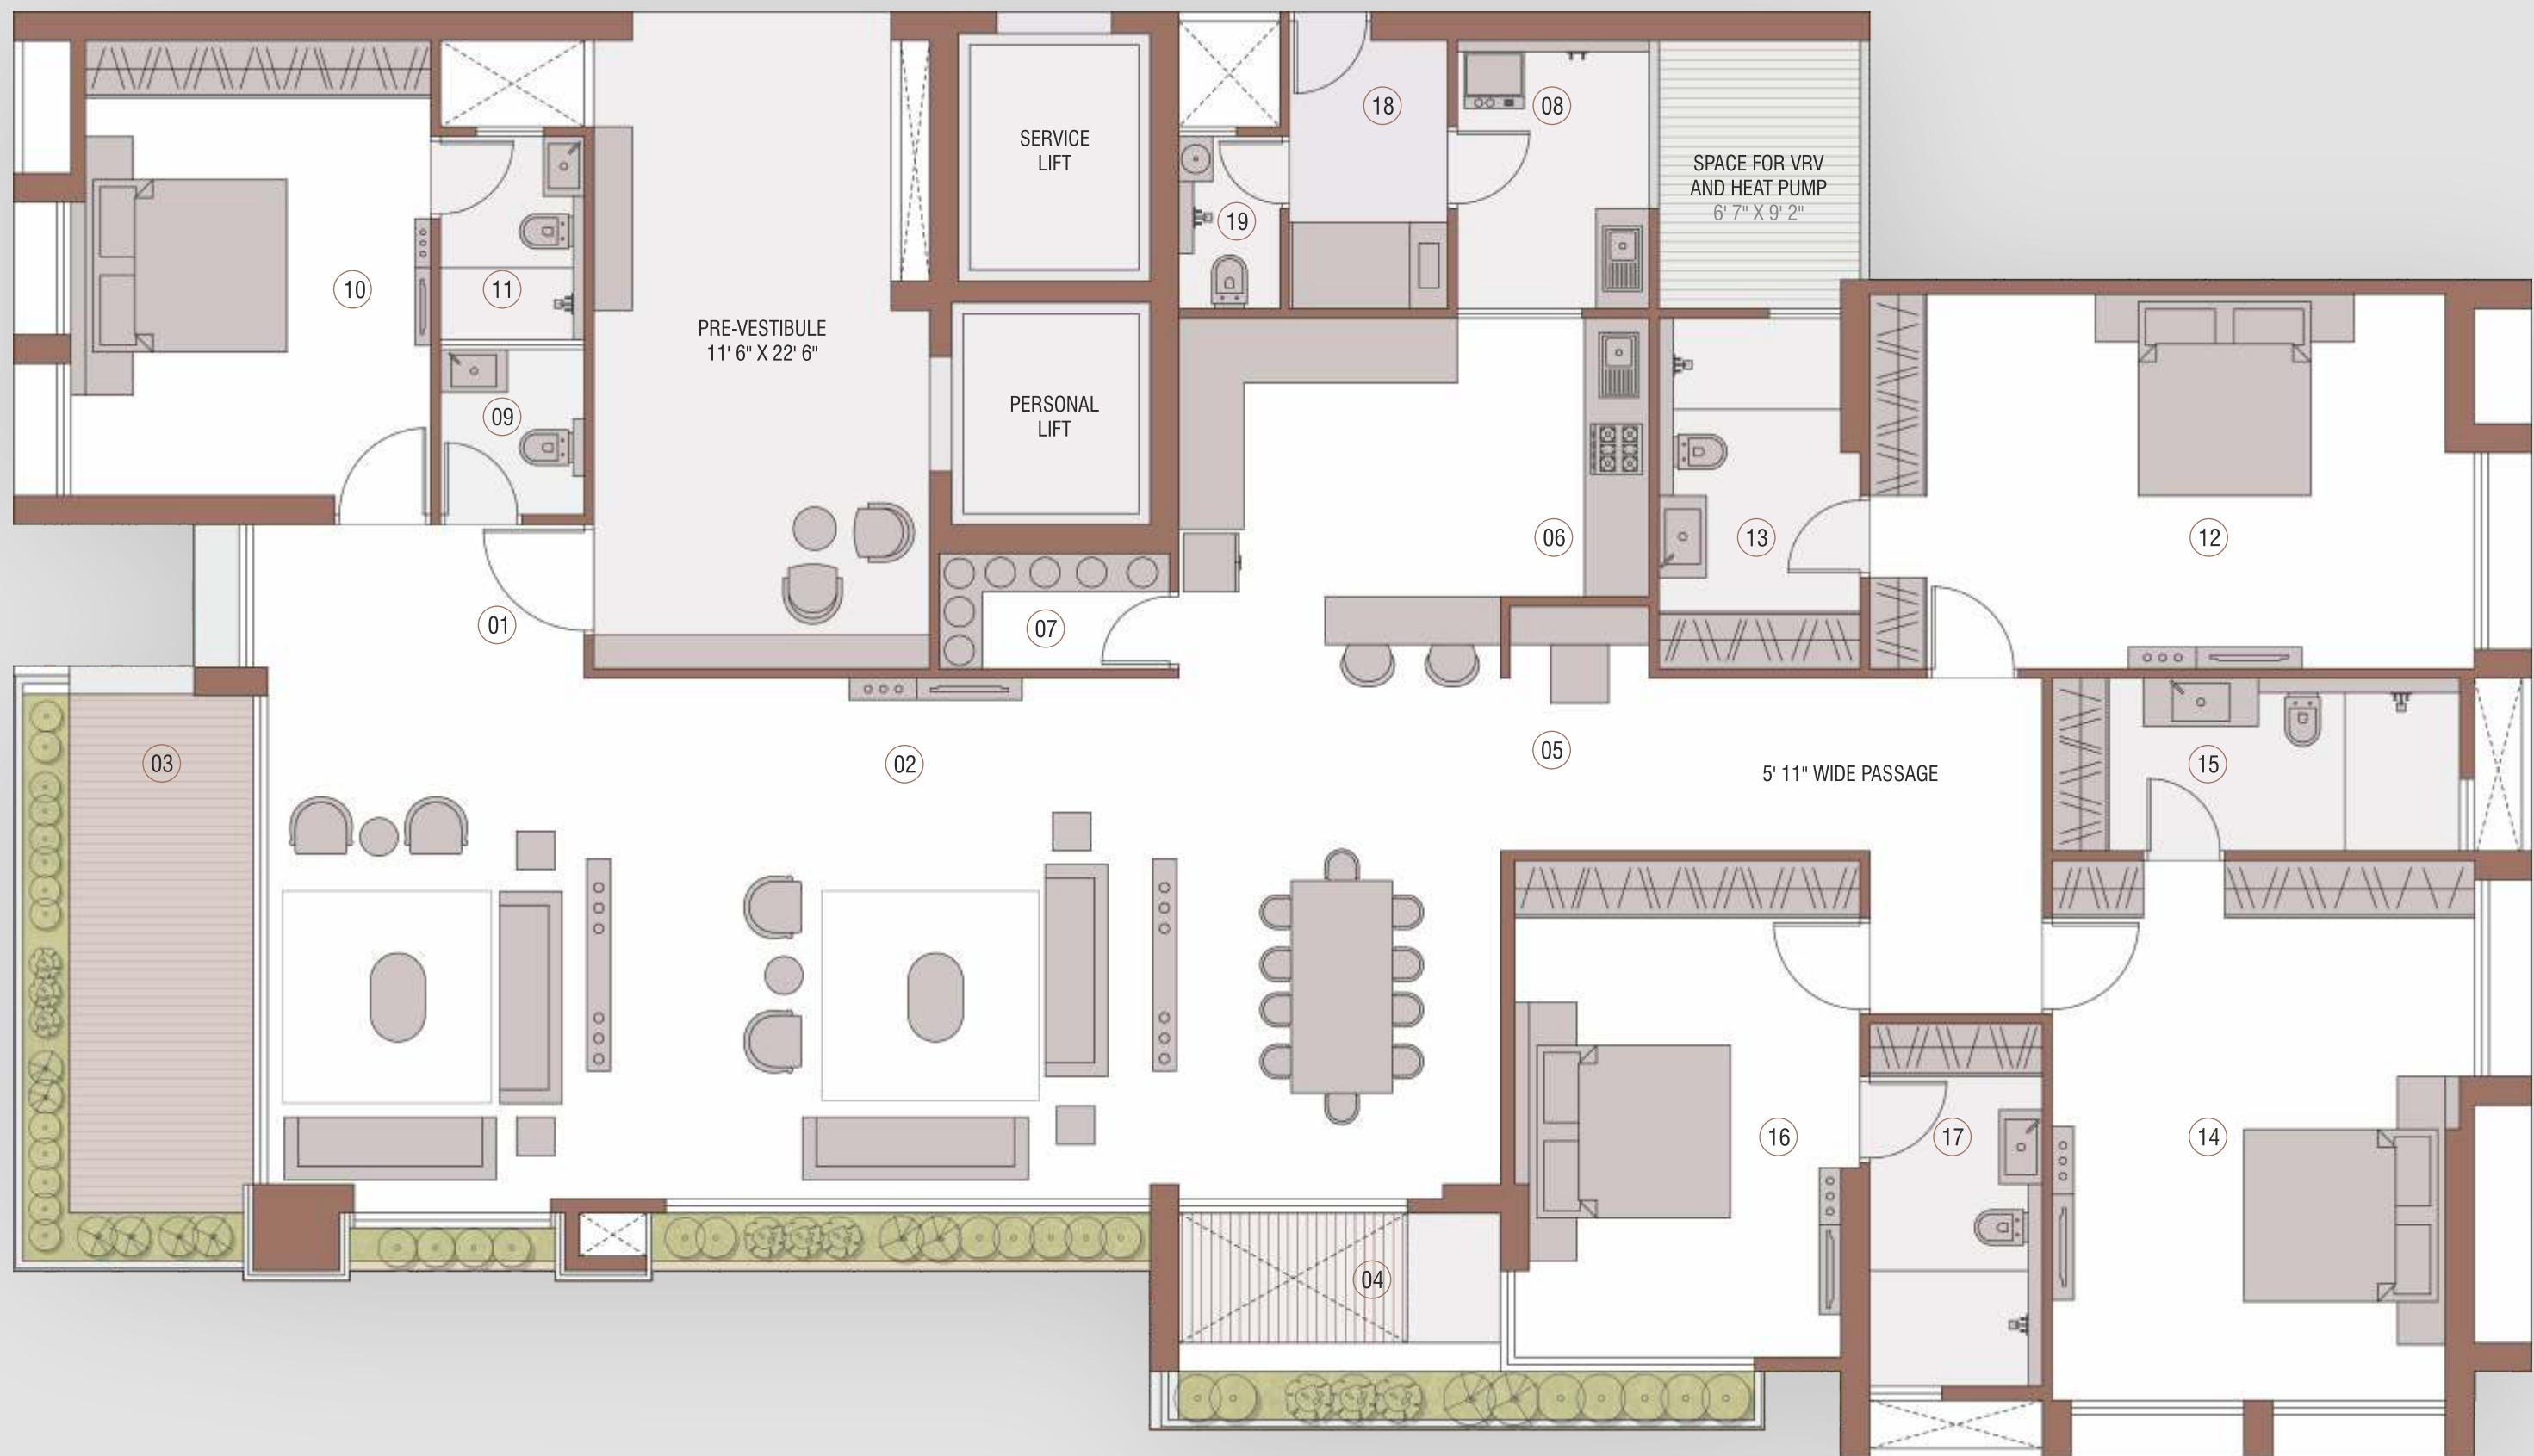 18
08
SERVICE
LIFT
SPACE FOR VRV
AND HEAT PUMP
6' 7" X 9' 2"
19
10
11
PRE-VESTIBULE
11' 6" X 22' 6"
PERSONAL
LIFT
09
06
13
12
01
07
03
02
05
5' 11" WIDE PASSAGE
15
16
17
14
04